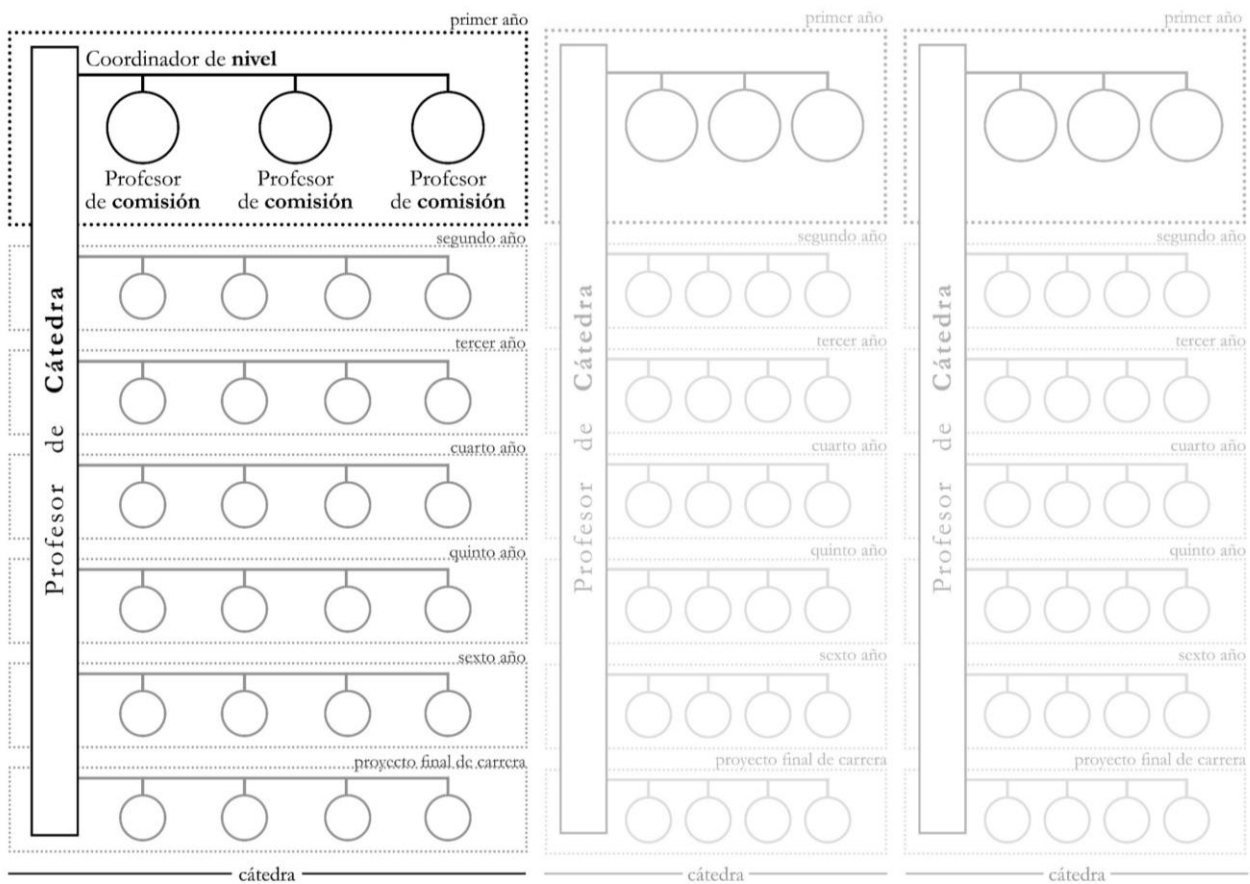 primer año
Coordinador de nivel
Profesor
de comisión
Profesor
de comisión
Profesor
de comisión
segundo año
tercer año
cuarto año
quinto año
sexto año
proyecto final de carrera
Profesor de Cátedra
cátedra
primer año
segundo año
tercer año
cuarto año
quinto año
sexto año
proyecto final de carrera
Profesor de Cátedra
cátedra
primer año
segundo año
tercer año
cuarto año
quinto año
sexto año
proyecto final de carrera
Profesor de Cátedra
cátedra